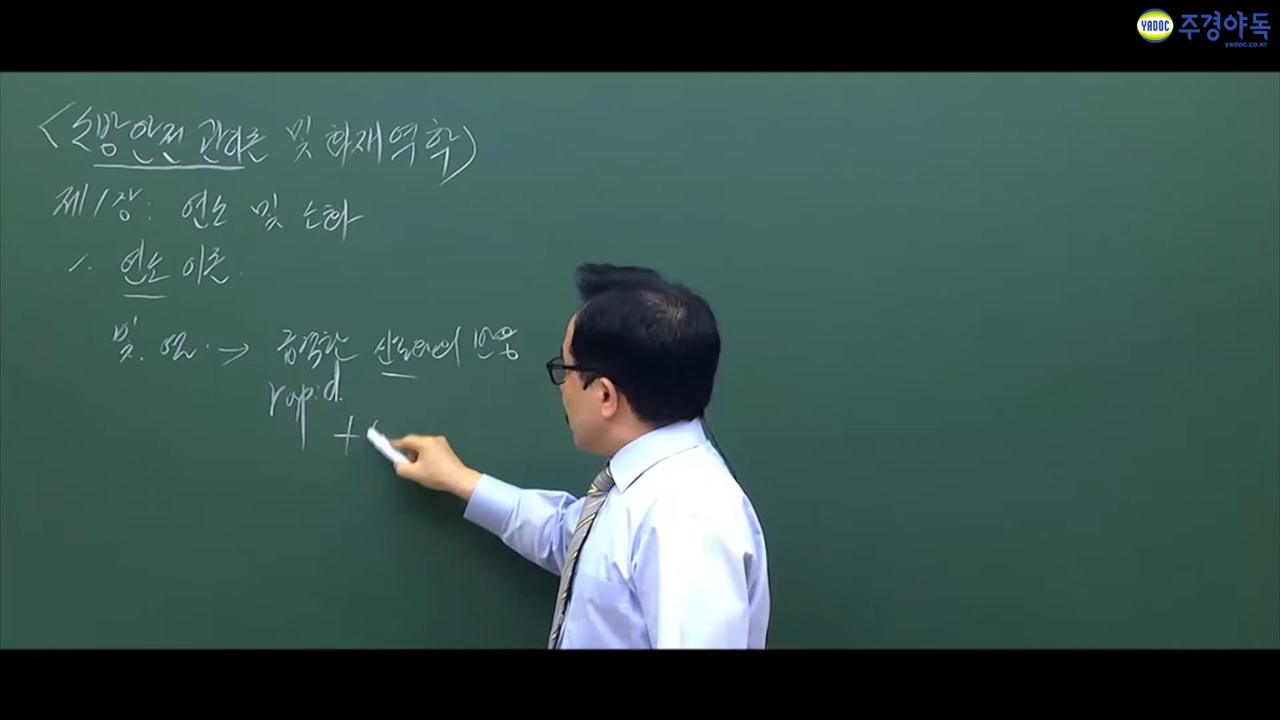 YADOC 주경야독
yadoc.co.kr
<소방안전관리론 및 화재역학>
제1장: 연소 및 소화
1. 연소이론.
빛. 열. → 급격한 산화 반응
rapid.
+